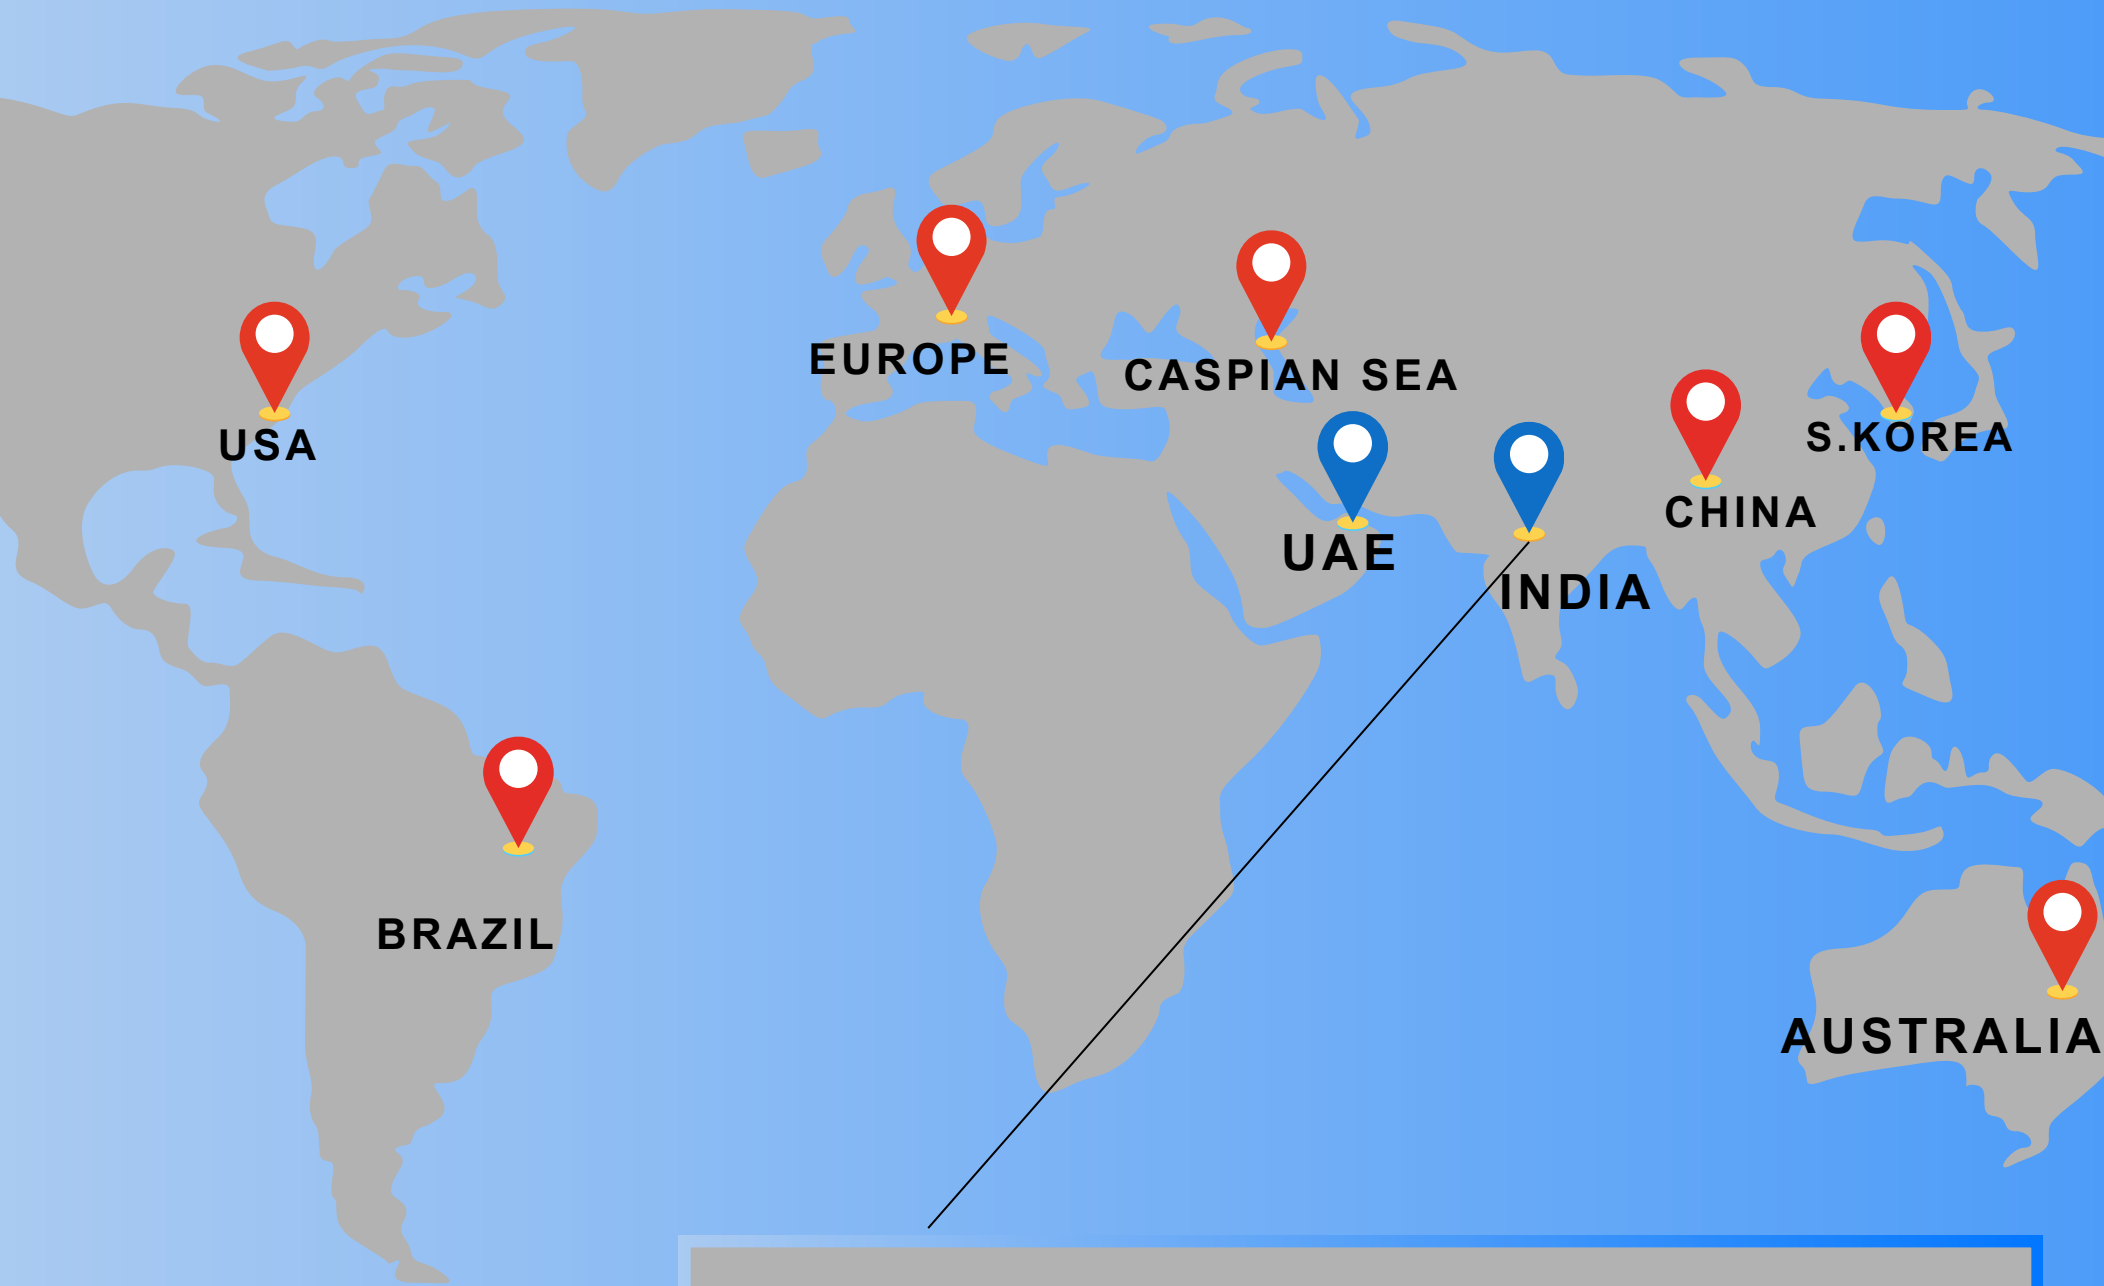 EUROPE
CASPIAN SEA
USA
S.KOREA
CHINA
UAE
INDIA
BRAZIL
AUSTRALIA